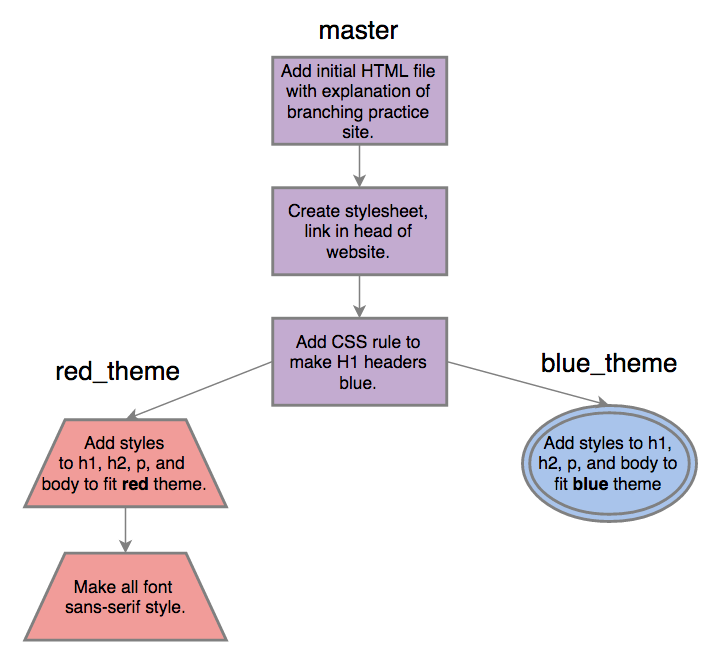 master
Add initial HTML file
with explanation of
branching practice
site.
Create stylesheet,
link in head of
website.
Add CSS rule to
make H1 headers
blue.
red_theme
Add styles
to h1, h2, p, and
body to fit red theme.
Make all font
sans-serif style.
blue_theme
Add styles to h1,
h2, p, and body to
fit blue theme